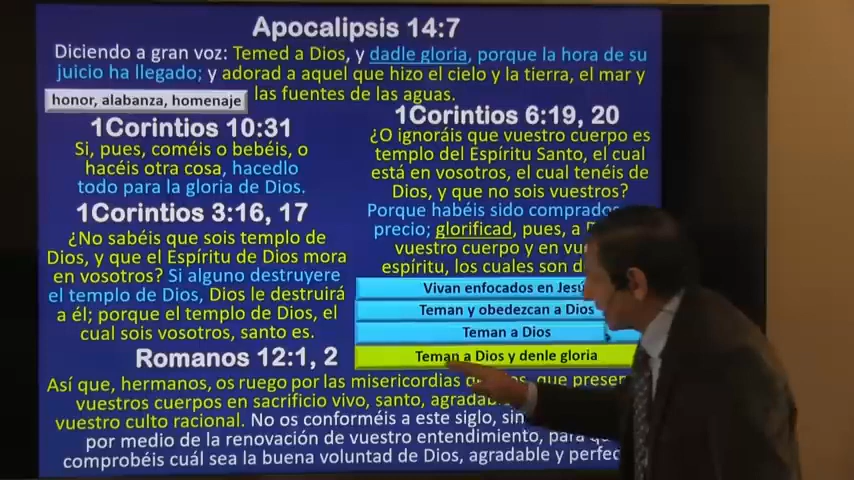 Apocalipsis 14:7
Diciendo a gran voz: Temed a Dios, y dadle gloria, porque la hora de su
juicio ha llegado; y adorad a aquel que hizo el cielo y la tierra, el mar y
las fuentes de las aguas.
honor, alabanza, homenaje
1Corintios 10:31
Si, pues, coméis o bebéis, o
hacéis otra cosa, hacedlo
todo para la gloria de Dios.
1Corintios 3:16, 17
¿No sabéis que sois templo de
Dios, y que el Espíritu de Dios mora
en vosotros? Si alguno destruyere
el templo de Dios, Dios le destruirá
a él; porque el templo de Dios, el
cual sois vosotros, santo es.
1Corintios 6:19, 20
¿O ignoráis que vuestro cuerpo es
templo del Espíritu Santo, el cual
está en vosotros, el cual tenéis de
Dios, y que no sois vuestros?
Porque habéis sido comprados
precio; glorificad, pues, a
vuestro cuerpo y en
espíritu, los cuales son
Vivan enfocados en Jesús
Teman y obedezcan a Dios
Teman a Dios
Teman a Dios y denle gloria
Romanos 12:1, 2
Así que, hermanos, os ruego por las misericordias que
vuestros cuerpos en sacrificio vivo, santo,
vuestro culto racional. No os conforméis a este siglo, sin
por medio de la renovación de vuestro entendimiento,
comprobéis cuál sea la buena voluntad de Dios, agradable y